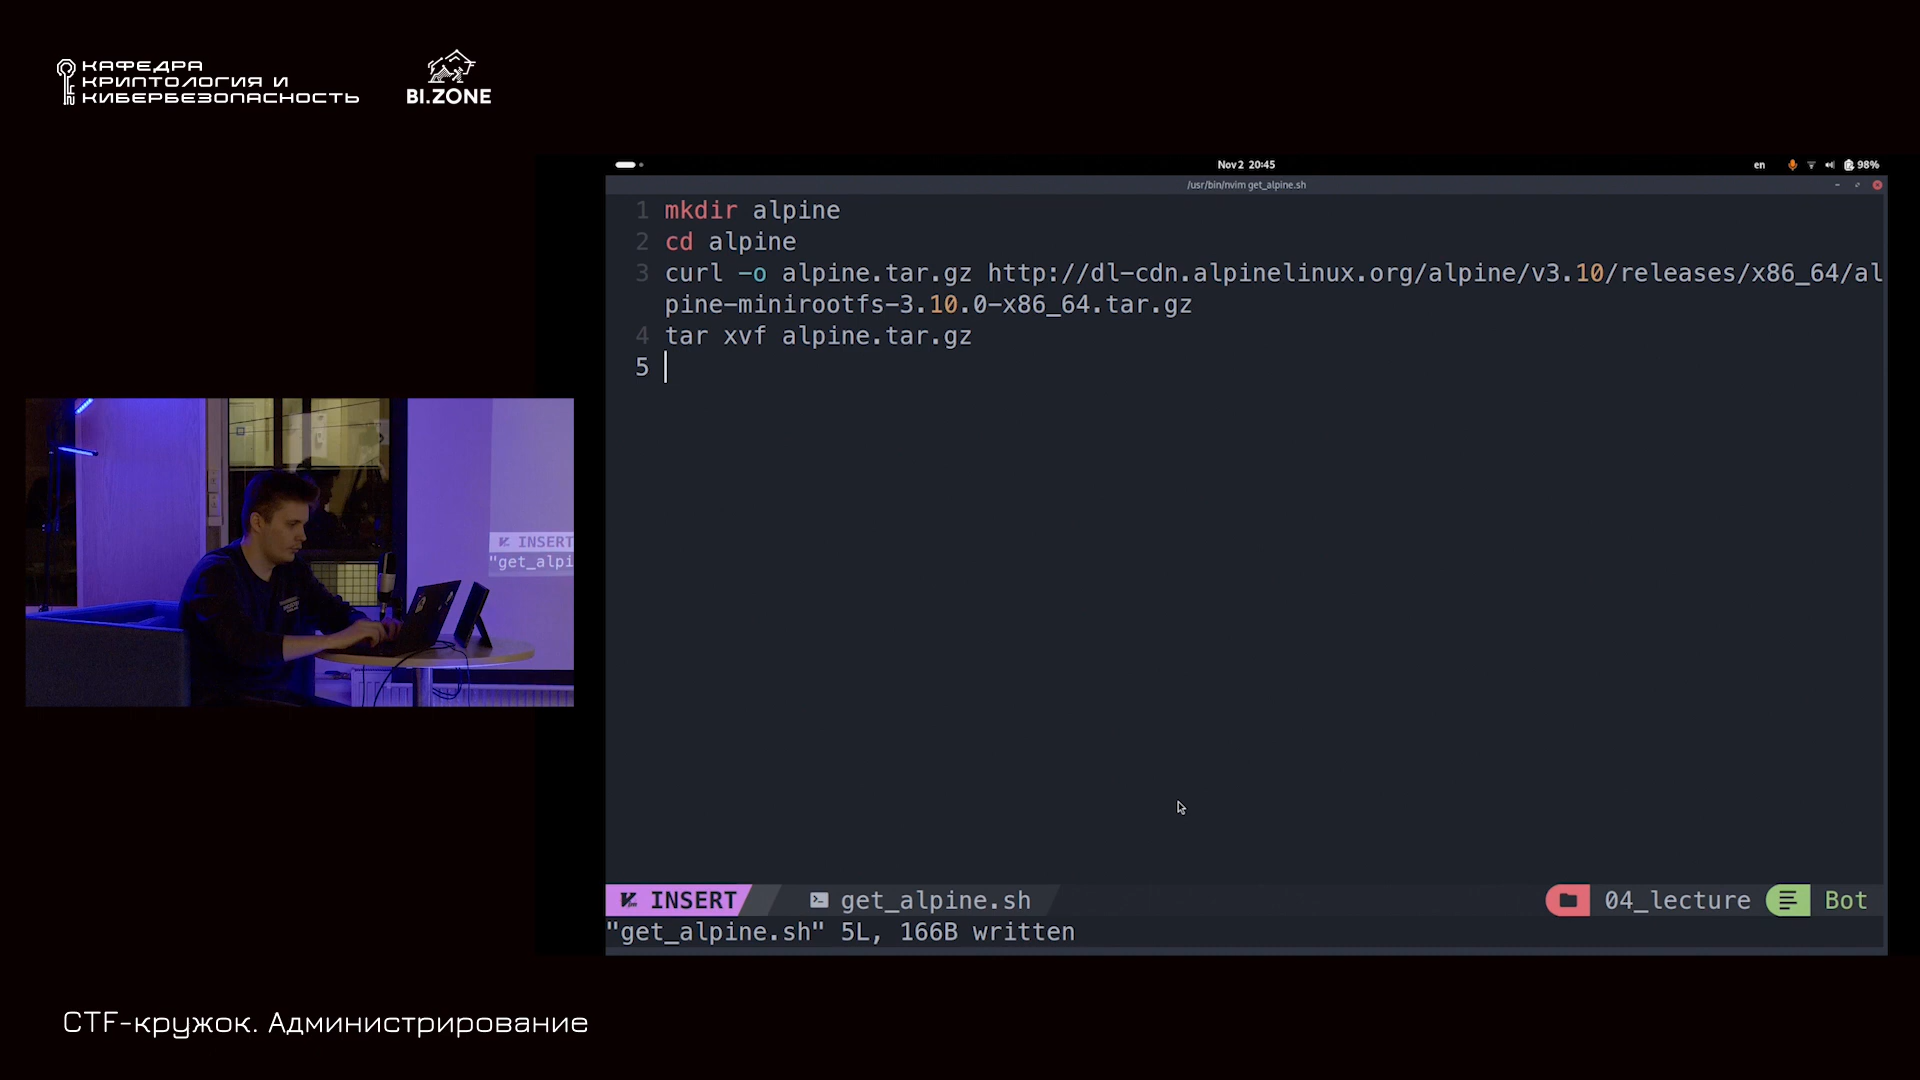 КАФЕДРА
КРИПТОЛОГИЯ И
КИБЕРБЕЗОПАСНОСТЬ
BI.ZONE
Nov 2 20:45
en
98%
/usr/bin/nvim get_alpine.sh
1 mkdir alpine
2 cd alpine
3 curl -o alpine.tar.gz http://dl-cdn.alpinelinux.org/alpine/v3.10/releases/x86_64/al
pine-minirootfs-3.10.0-x86_64.tar.gz
4 tar xvf alpine.tar.gz
5
INSERT
"get_alpi
INSERT get_alpine.sh 04_lecture Bot
"get_alpine.sh" 5L, 166B written
CTF-кружок. Администрирование